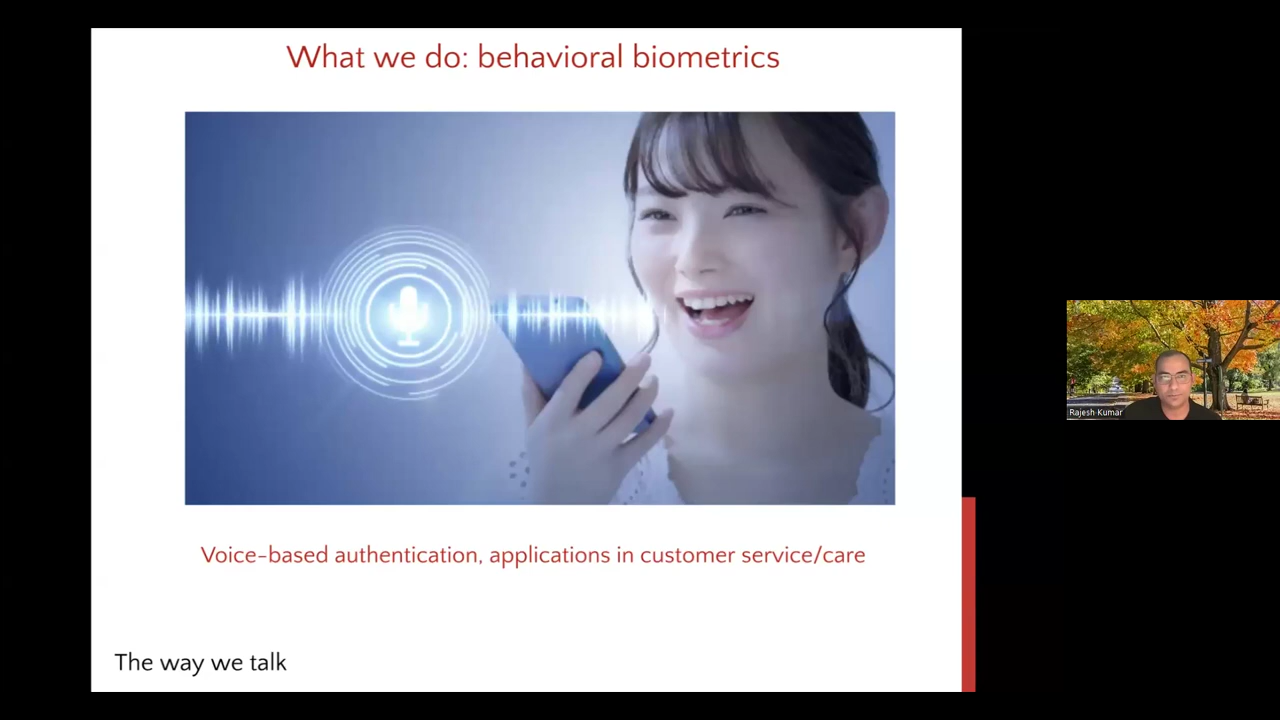 What we do: behavioral biometrics
Voice-based authentication, applications in customer service/care
The way we talk
Rajesh Kumar